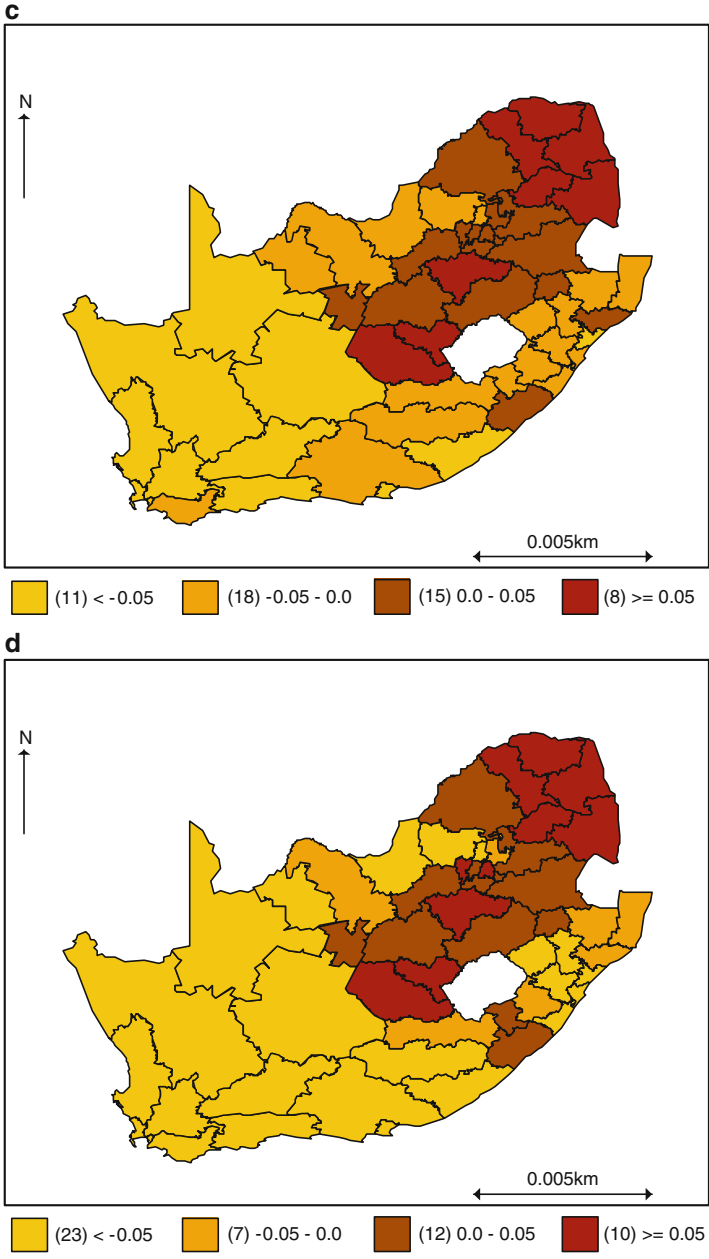 c
N
0.005km
(11) < -0.05 (18) -0.05 - 0.0 (15) 0.0 - 0.05 (8) >= 0.05
d
N
0.005km
(23) < -0.05 (7) -0.05 - 0.0 (12) 0.0 - 0.05 (10) >= 0.05